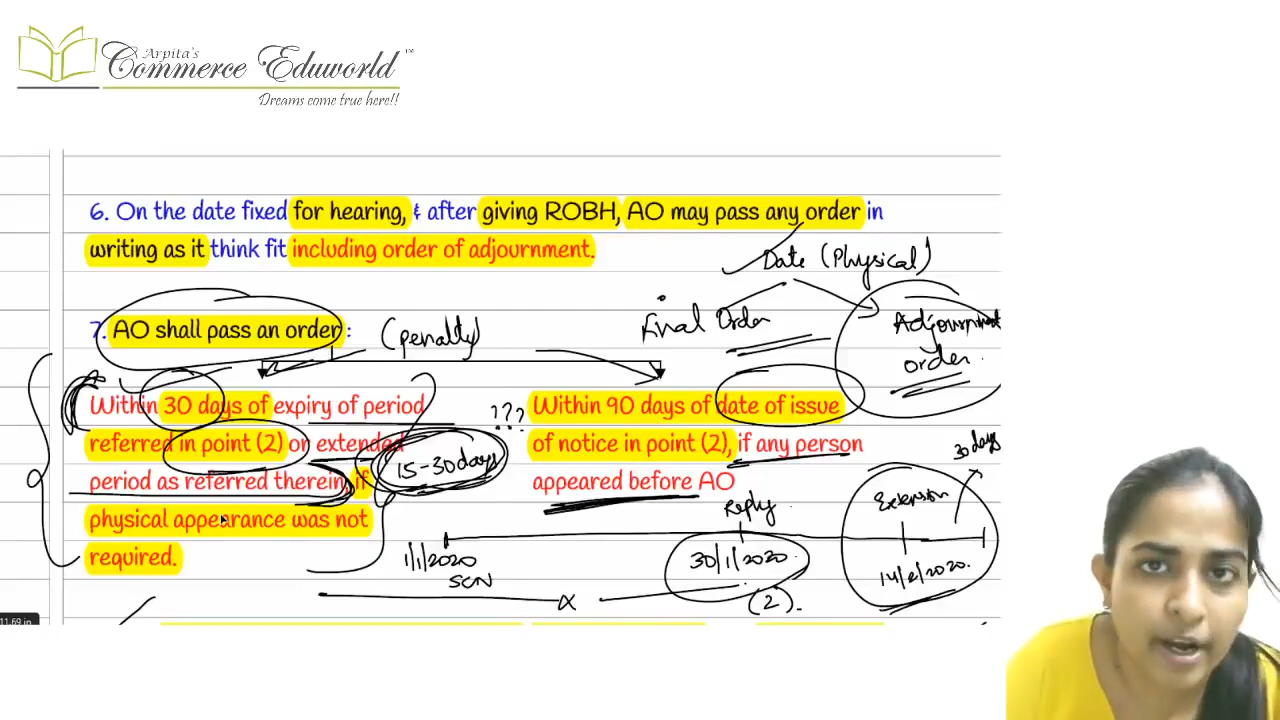 Arpita's
Commerce Eduworld™
Dreams come true here!!
6. On the date fixed for hearing, & after giving ROBH, AO may pass any order in
writing as it think fit including order of adjournment.
Date (Physical)
Final Order
Adjournment
order.
7. AO shall pass an order :
(penalty)
Within 30 days of expiry of period
referred in point (2) or extended
period as referred therein, if
physical appearance was not
required.
15-30days
???
Within 90 days of date of issue
of notice in point (2), if any person
appeared before AO
30 days
Reply
Extension
1/1/2020
SCN
30/1/2020
14/2/2020.
(2).
11.69 in